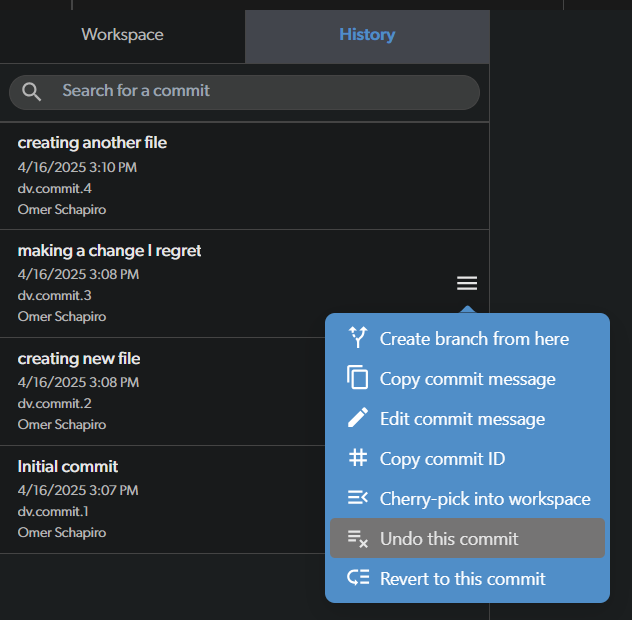 Workspace
History
Search for a commit
creating another file
4/16/2025 3:10 PM
dv.commit.4
Omer Schapiro
making a change I regret
4/16/2025 3:08 PM
dv.commit.3
Omer Schapiro
creating new file
4/16/2025 3:08 PM
dv.commit.2
Omer Schapiro
Initial commit
4/16/2025 3:07 PM
dv.commit.1
Omer Schapiro
Create branch from here
Copy commit message
Edit commit message
Copy commit ID
Cherry-pick into workspace
Undo this commit
Revert to this commit